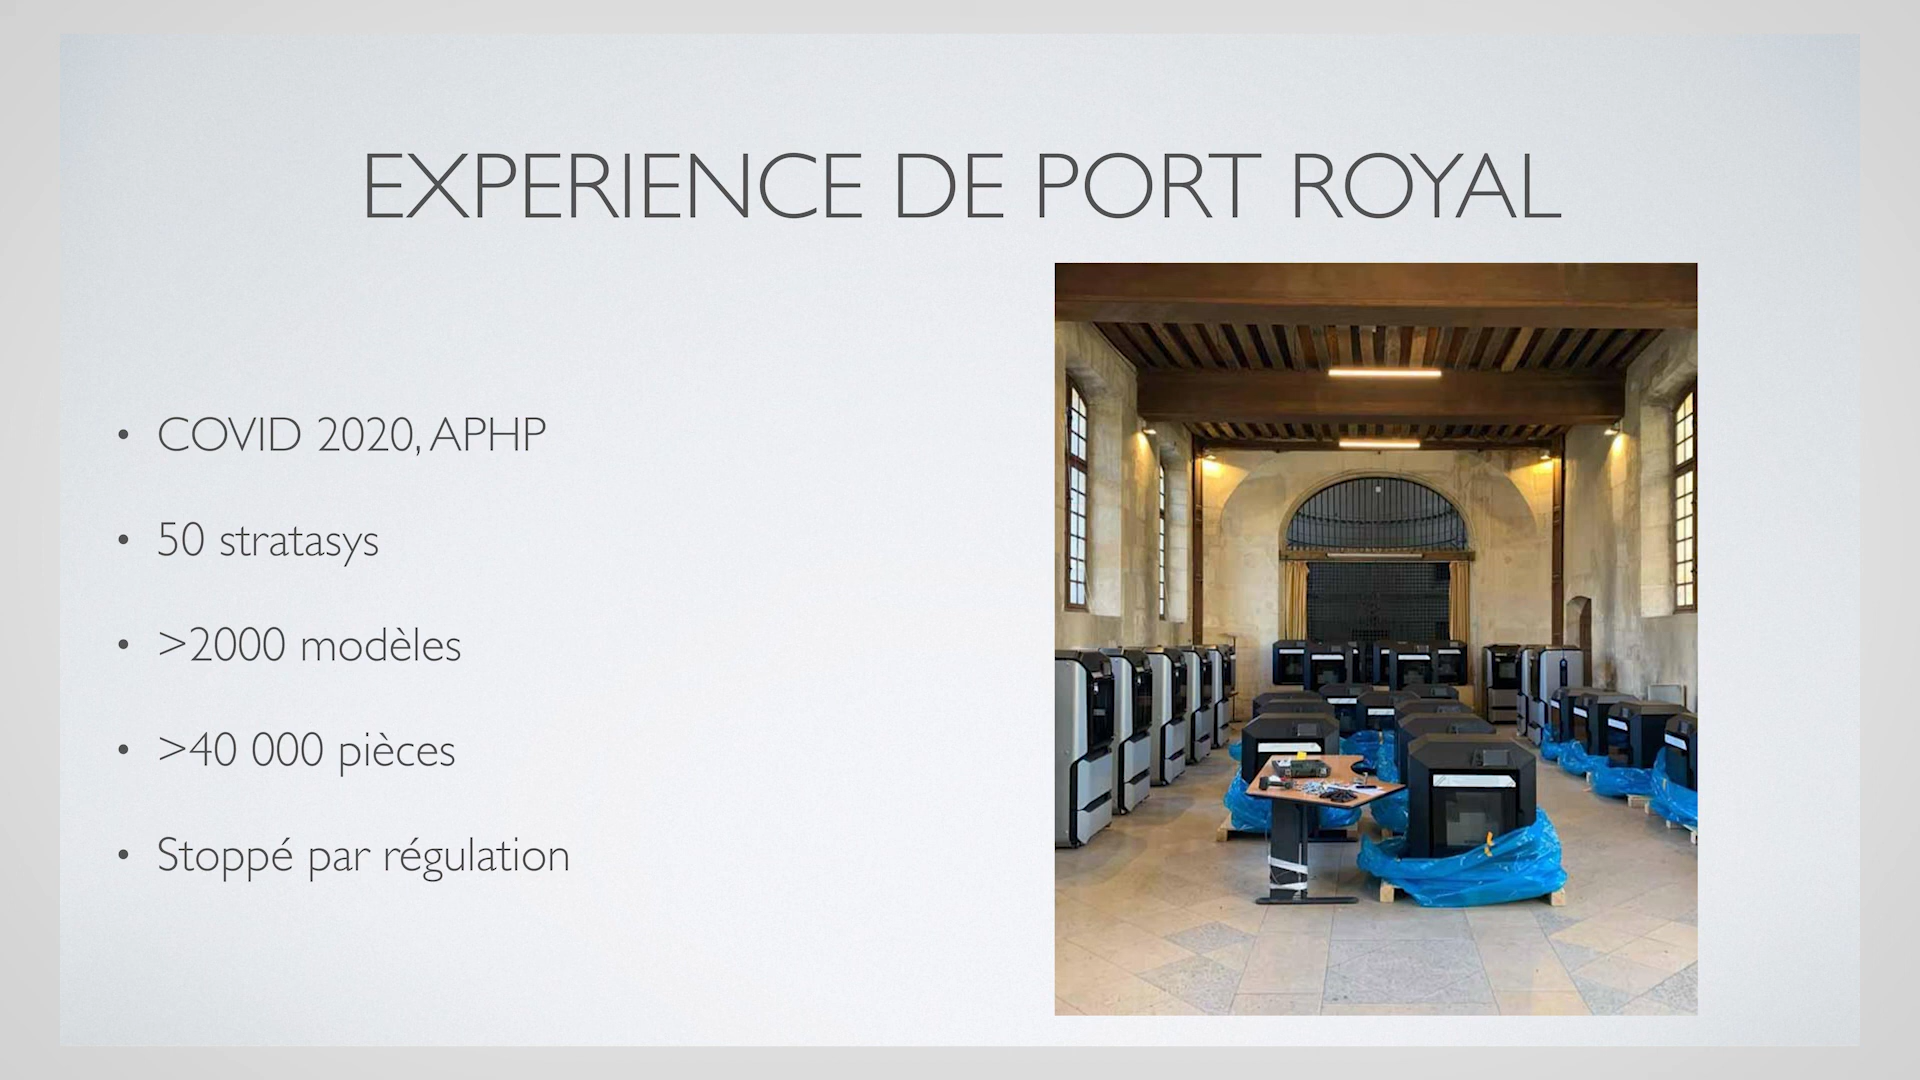 EXPERIENCE DE PORT ROYAL
• COVID 2020, APHP
• 50 stratasys
• >2000 modèles
• >40 000 pièces
• Stoppé par régulation